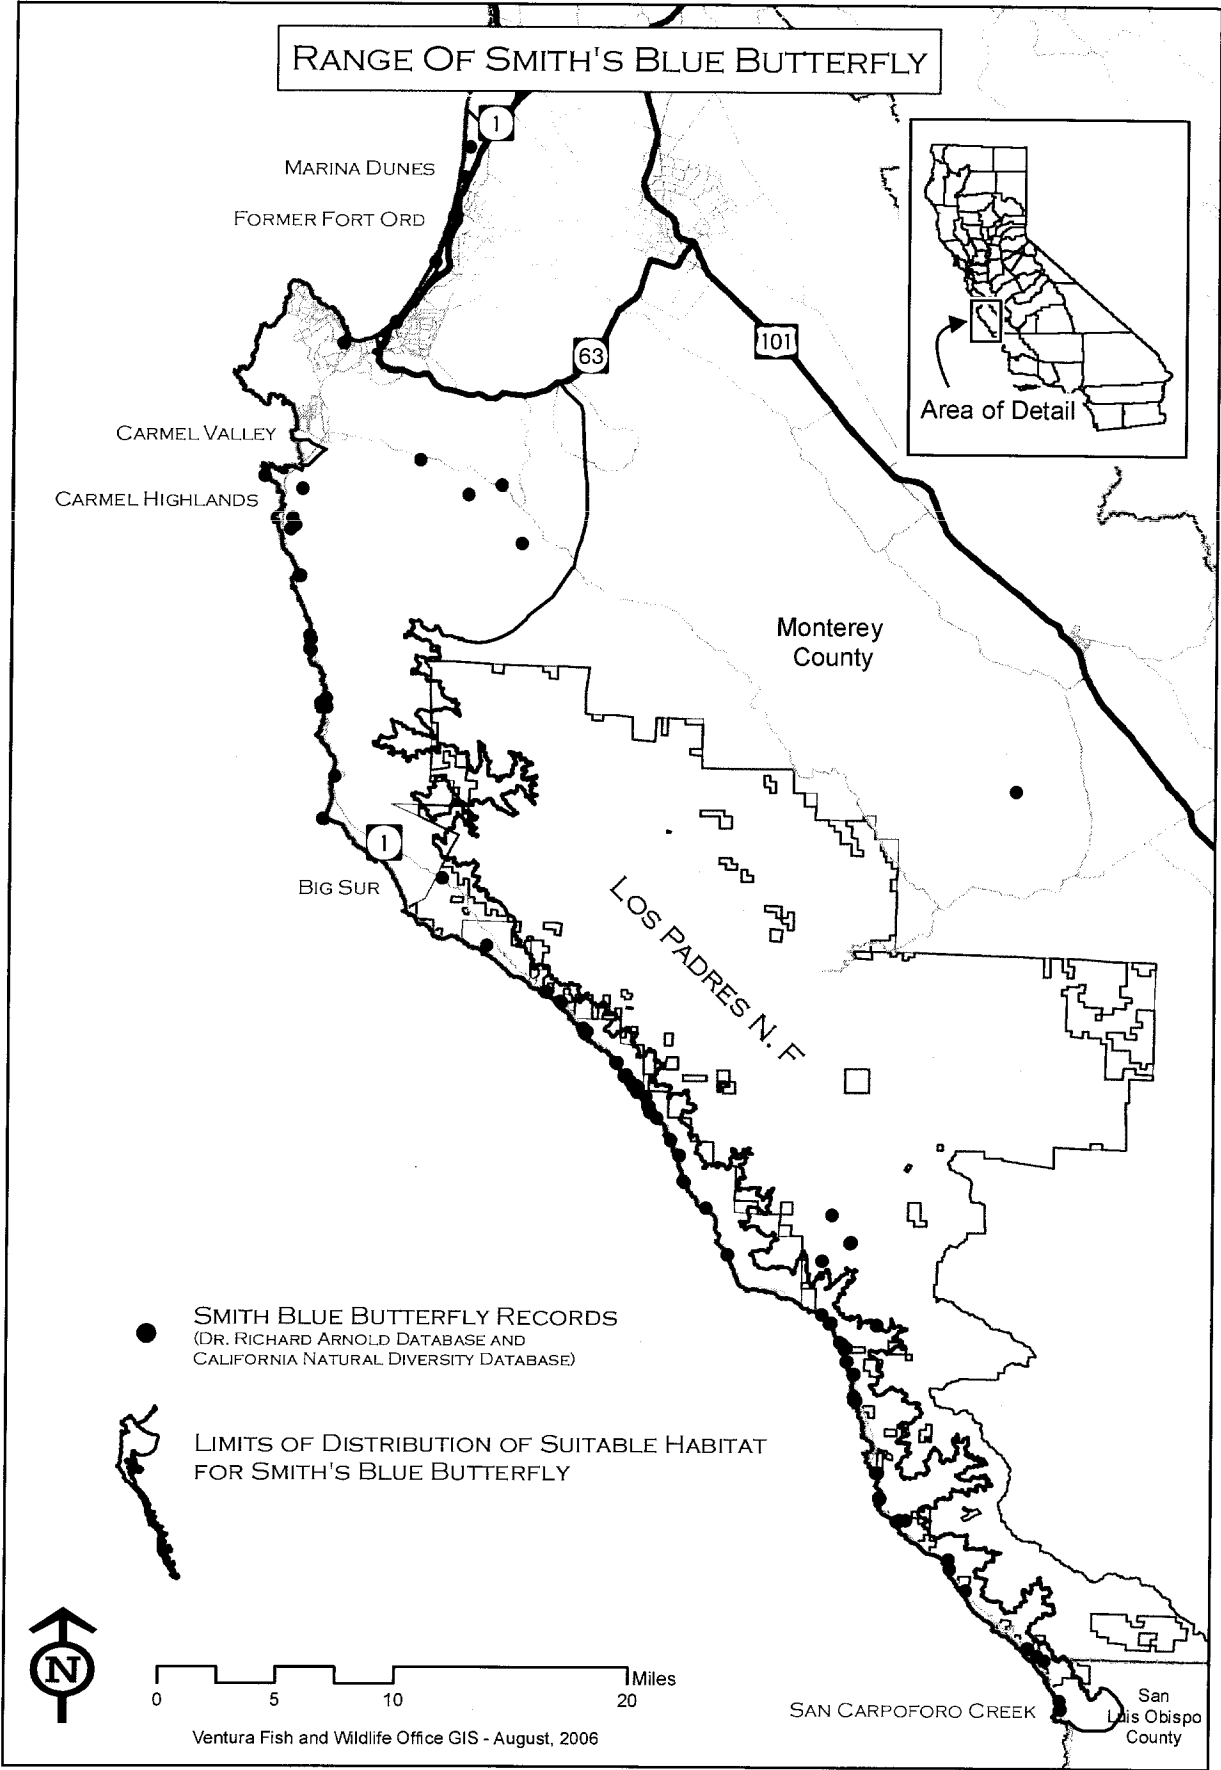 RANGE OF SMITH'S BLUE BUTTERFLY
1
MARINA DUNES
FORMER FORT ORD
63
101
Area of Detail
CARMEL VALLEY
CARMEL HIGHLANDS
Monterey
County
1
BIG SUR
LOS PADRES N. F
SMITH BLUE BUTTERFLY RECORDS
(DR. RICHARD ARNOLD DATABASE AND
CALIFORNIA NATURAL DIVERSITY DATABASE)
LIMITS OF DISTRIBUTION OF SUITABLE HABITAT
FOR SMITH'S BLUE BUTTERFLY
N
Miles
0 5 10 20
Ventura Fish and Wildlife Office GIS - August, 2006
SAN CARPOFORO CREEK
San
Luis Obispo
County